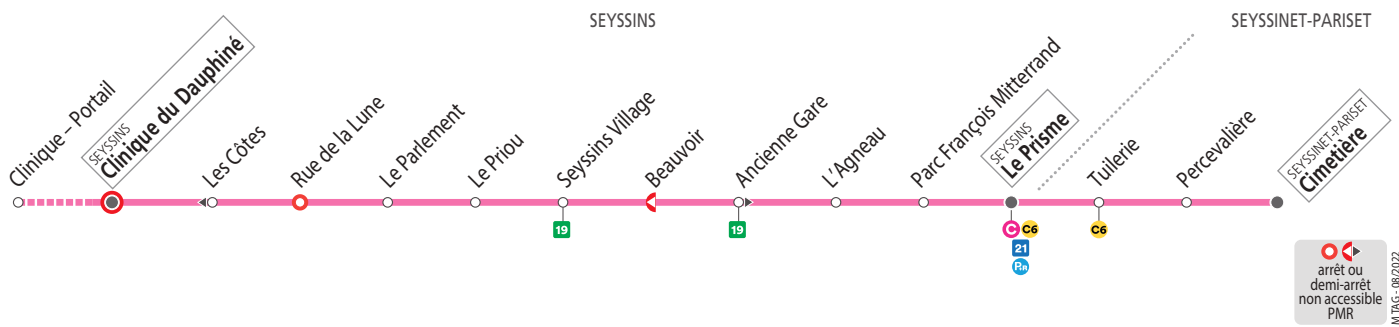 SEYSSINS
SEYSSINET-PARISET
Clinique – Portail
SEYSSINS
Clinique du Dauphiné
Les Côtes
Rue de la Lune
Le Parlement
Le Priou
Seyssins Village
Beauvoir
Ancienne Gare
L'Agneau
Parc François Mitterrand
SEYSSINS
Le Prisme
Tuilerie
Percevalière
SEYSSINET-PARISET
Cimetière
19
19
C C6
21
P+R
C6
arrêt ou
demi-arrêt
non accessible
PMR
M TAG - 08/2022